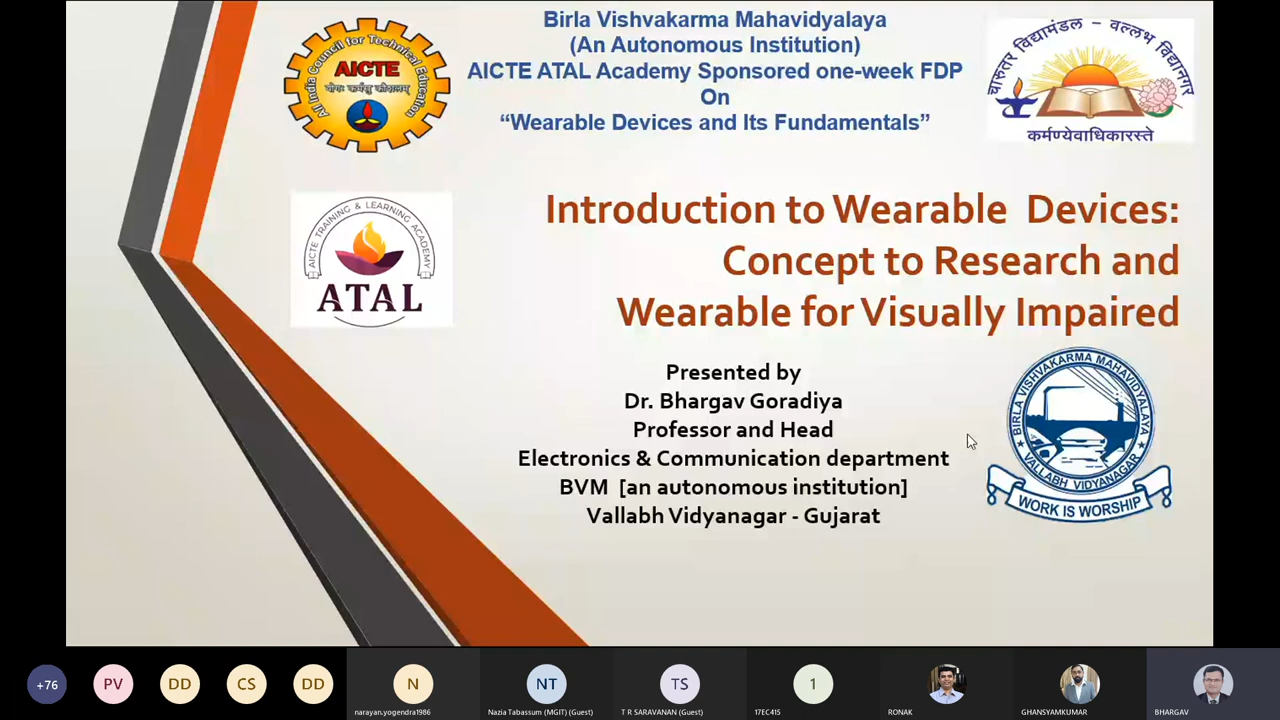 Birla Vishvakarma Mahavidyalaya
(An Autonomous Institution)
AICTE ATAL Academy Sponsored one-week FDP
On
“Wearable Devices and Its Fundamentals”
All India Council for Technical Education
AICTE
योगः कर्मसु कौशलम्
चारुतर विद्यामंडल - वल्लभ विद्यानगर
कर्मण्येवाधिकारस्ते
AICTE TRAINING & LEARNING ACADEMY
ATAL
Introduction to Wearable Devices:
Concept to Research and
Wearable for Visually Impaired
Presented by
Dr. Bhargav Goradiya
Professor and Head
Electronics & Communication department
BVM [an autonomous institution]
Vallabh Vidyanagar - Gujarat
BIRLA VISHVAKARMA MAHAVIDYALAYA
VALLABH VIDYANAGAR
WORK IS WORSHIP
+76
PV
DD
CS
DD
N
NT
TS
1
narayan.yogendra1986
Nazia Tabassum (MGIT) (Guest)
T R SARAVANAN (Guest)
17EC415
RONAK
GHANSYAMKUMAR
BHARGAV